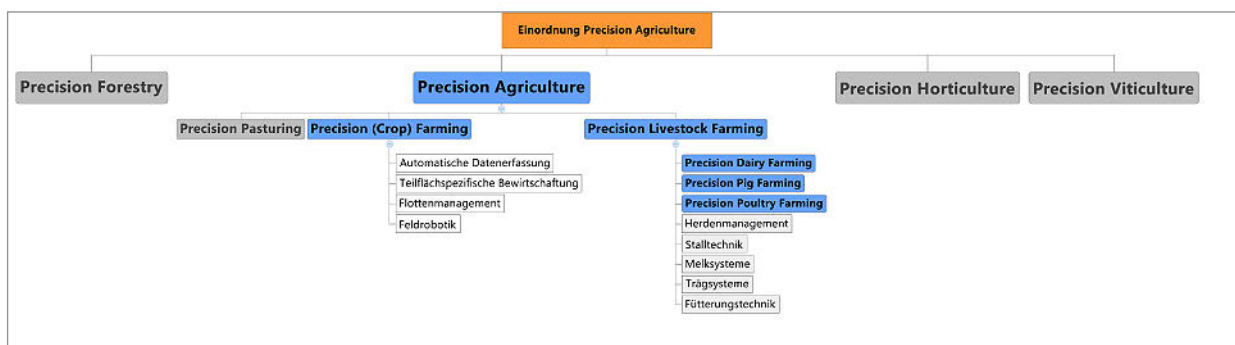 Einordnung Precision Agriculture
Precision Forestry
Precision Agriculture
Precision Horticulture
Precision Viticulture
Precision Pasturing
Precision (Crop) Farming
Precision Livestock Farming
Automatische Datenerfassung
Teilflächspezifische Bewirtschaftung
Flottenmanagement
Feldrobotik
Precision Dairy Farming
Precision Pig Farming
Precision Poultry Farming
Herdenmanagement
Stalltechnik
Melksysteme
Trägsysteme
Fütterungstechnik